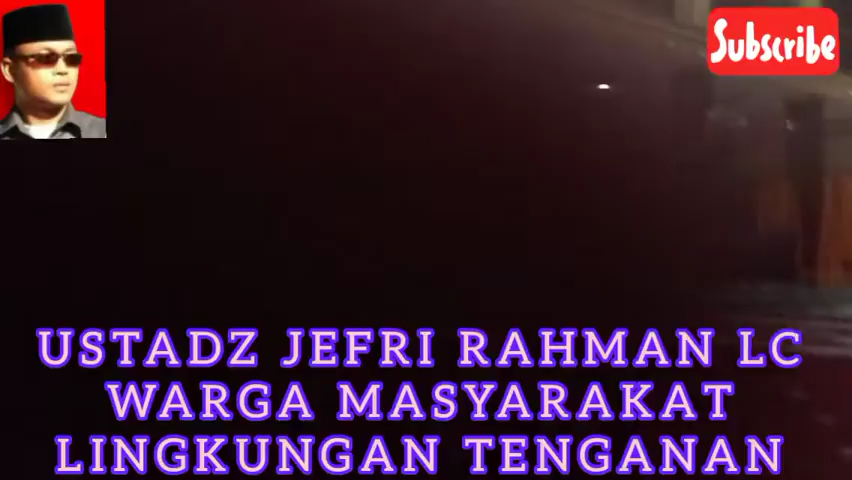 Subscribe
USTADZ JEFRI RAHMAN LC
WARGA MASYARAKAT
LINGKUNGAN TENGANAN